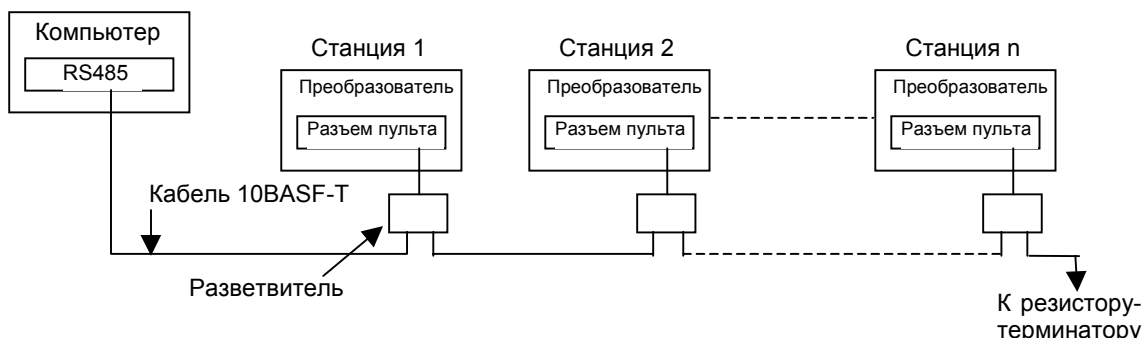 Компьютер
RS485
Станция 1
Станция 2
Станция n
Преобразователь
Преобразователь
Преобразователь
Разъем пульта
Разъем пульта
Разъем пульта
Кабель 10BASF-T
Разветвитель
К резистору-
терминатору